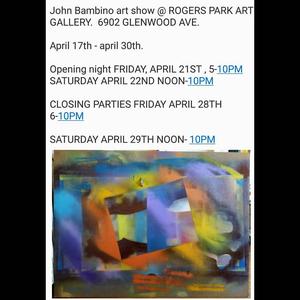 John Bambino art show @ ROGERS PARK ART
GALLERY. 6902 GLENWOOD AVE.
April 17th - april 30th.
Opening night FRIDAY, APRIL 21ST , 5-10PM
SATURDAY APRIL 22ND NOON-10PM
CLOSING PARTIES FRIDAY APRIL 28TH
6-10PM
SATURDAY APRIL 29TH NOON- 10PM